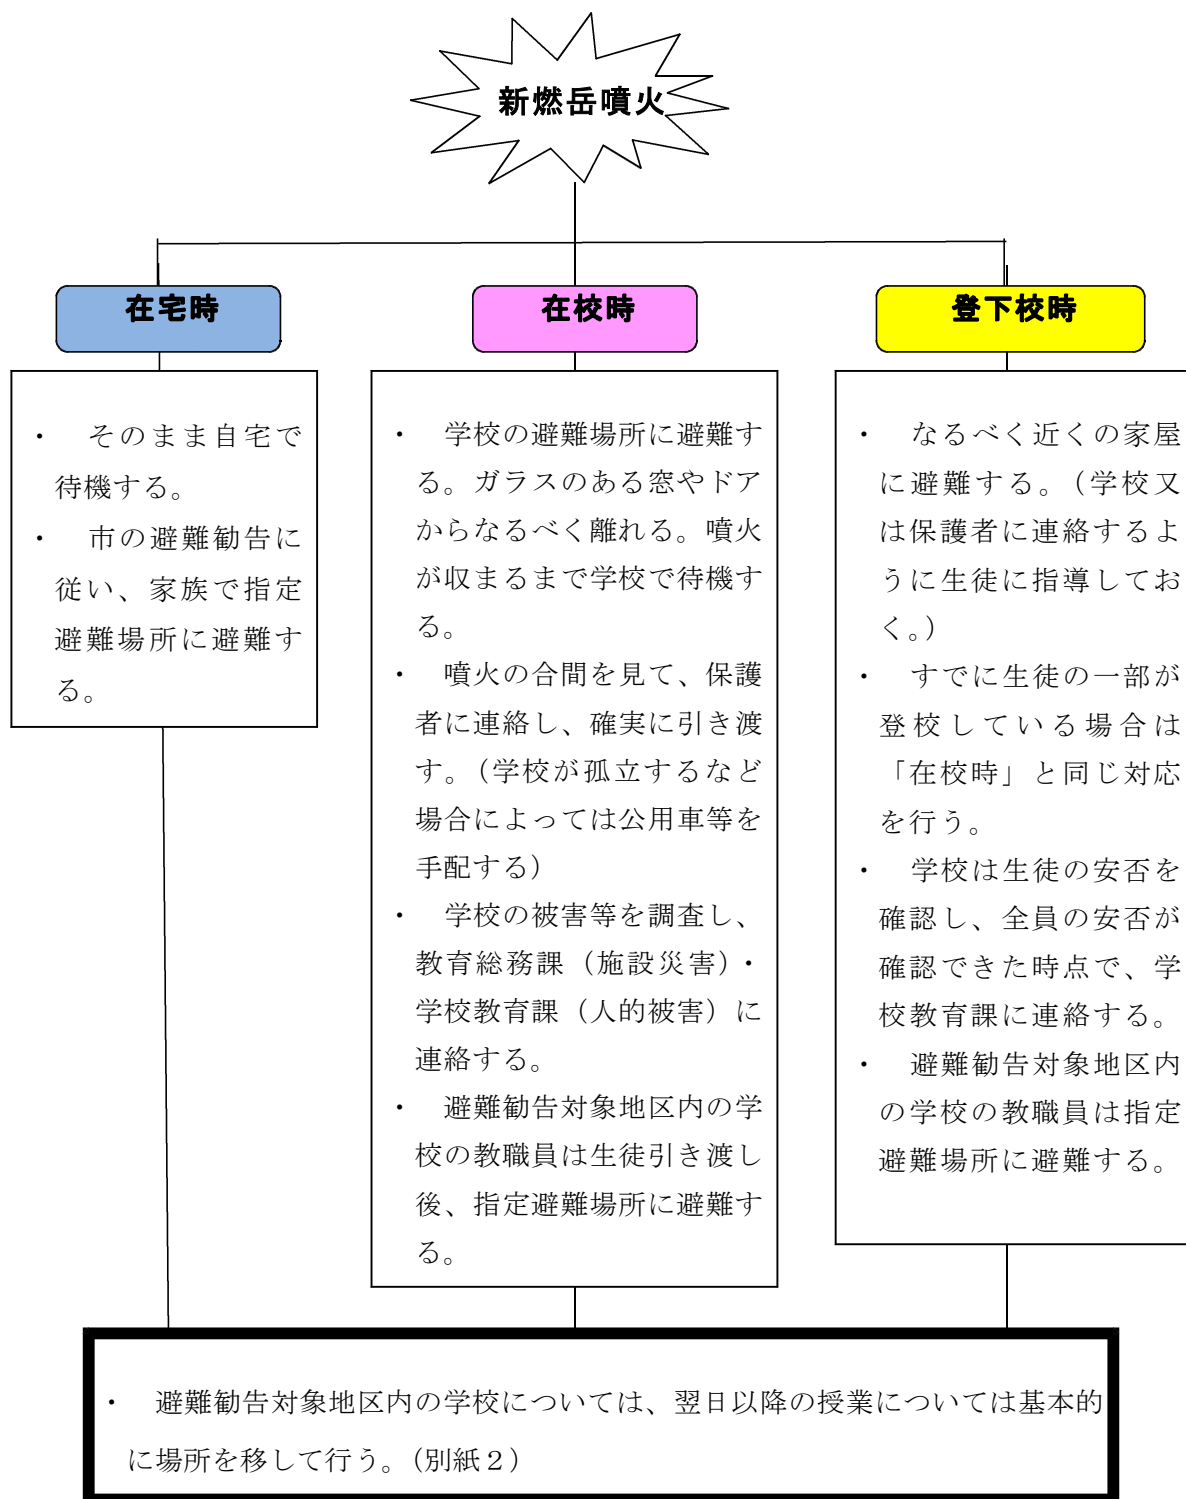 新燃岳噴火
在宅時
・　そのまま自宅で
待機する。
・　市の避難勧告に
従い、家族で指定
避難場所に避難す
る。
在校時
・　学校の避難場所に避難す
る。ガラスのある窓やドア
からなるべく離れる。噴火
が収まるまで学校で待機す
る。
・　噴火の合間を見て、保護
者に連絡し、確実に引き渡
す。（学校が孤立するなど
場合によっては公用車等を
手配する）
・　学校の被害等を調査し、
教育総務課（施設災害）・
学校教育課（人的被害）に
連絡する。
・　避難勧告対象地区内の学
校の教職員は生徒引き渡し
後、指定避難場所に避難す
る。
登下校時
・　なるべく近くの家屋
に避難する。（学校又
は保護者に連絡するよ
うに生徒に指導してお
く。）
・　すでに生徒の一部が
登校している場合は
「在校時」と同じ対応
を行う。
・　学校は生徒の安否を
確認し、全員の安否が
確認できた時点で、学
校教育課に連絡する。
・　避難勧告対象地区内
の学校の教職員は指定
避難場所に避難する。
・　避難勧告対象地区内の学校については、翌日以降の授業については基本的
に場所を移して行う。（別紙２）